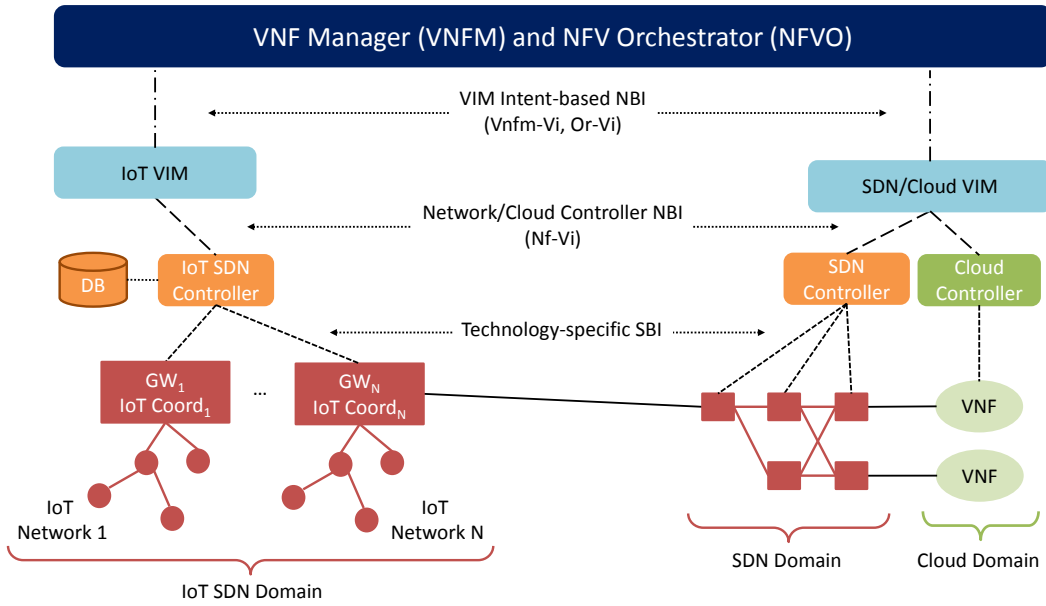 VNF Manager (VNFM) and NFV Orchestrator (NFVO)
VIM Intent-based NBI
(Vnfm-Vi, Or-Vi)
IoT VIM
SDN/Cloud VIM
Network/Cloud Controller NBI
(Nf-Vi)
DB
IoT SDN
Controller
SDN
Controller
Cloud
Controller
Technology-specific SBI
GW1
IoT Coord1
...
GWN
IoT CoordN
VNF
VNF
IoT
Network 1
IoT
Network N
IoT SDN Domain
SDN Domain
Cloud Domain